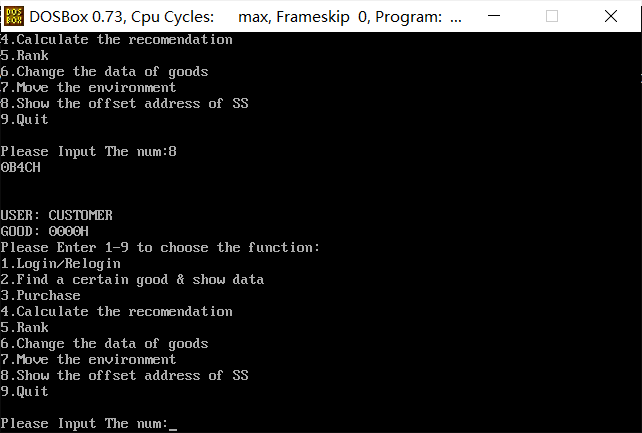 DOS
BOX
DOSBox 0.73, Cpu Cycles: max, Frameskip 0, Program: ...
4.Calculate the recomendation
5.Rank
6.Change the data of goods
7.Move the environment
8.Show the offset address of SS
9.Quit
Please Input The num:8
0B4CH
USER: CUSTOMER
GOOD: 0000H
Please Enter 1-9 to choose the function:
1.Login/Relogin
2.Find a certain good & show data
3.Purchase
4.Calculate the recomendation
5.Rank
6.Change the data of goods
7.Move the environment
8.Show the offset address of SS
9.Quit
Please Input The num:_